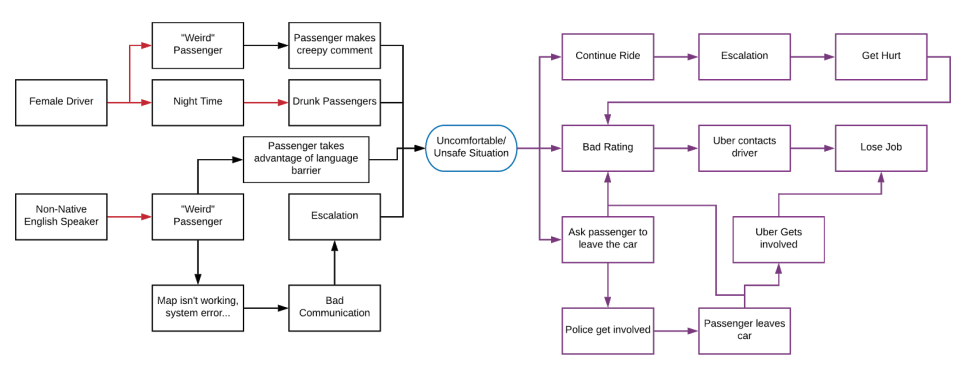 "Weird"
Passenger
Passenger makes
creepy comment
Female Driver
Night Time
Drunk Passengers
Passenger takes
advantage of language
barrier
Non-Native
English Speaker
"Weird"
Passenger
Escalation
Map isn't working,
system error...
Bad
Communication
Uncomfortable/
Unsafe Situation
Continue Ride
Escalation
Get Hurt
Bad Rating
Uber contacts
driver
Lose Job
Ask passenger to
leave the car
Uber Gets
involved
Police get involved
Passenger leaves
car